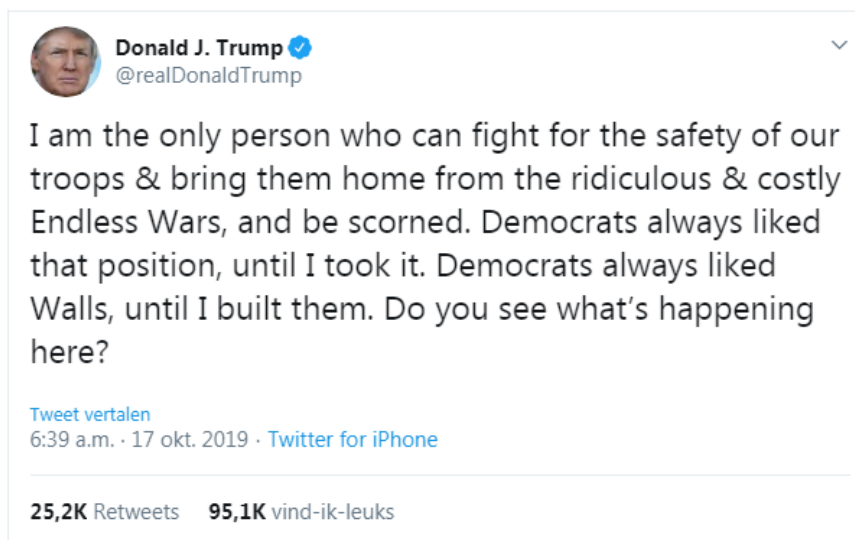 Donald J. Trump
@realDonaldTrump
I am the only person who can fight for the safety of our
troops & bring them home from the ridiculous & costly
Endless Wars, and be scorned. Democrats always liked
that position, until I took it. Democrats always liked
Walls, until I built them. Do you see what's happening
here?
Tweet vertalen
6:39 a.m. · 17 okt. 2019 · Twitter for iPhone
25,2K Retweets 95,1K vind-ik-leuks